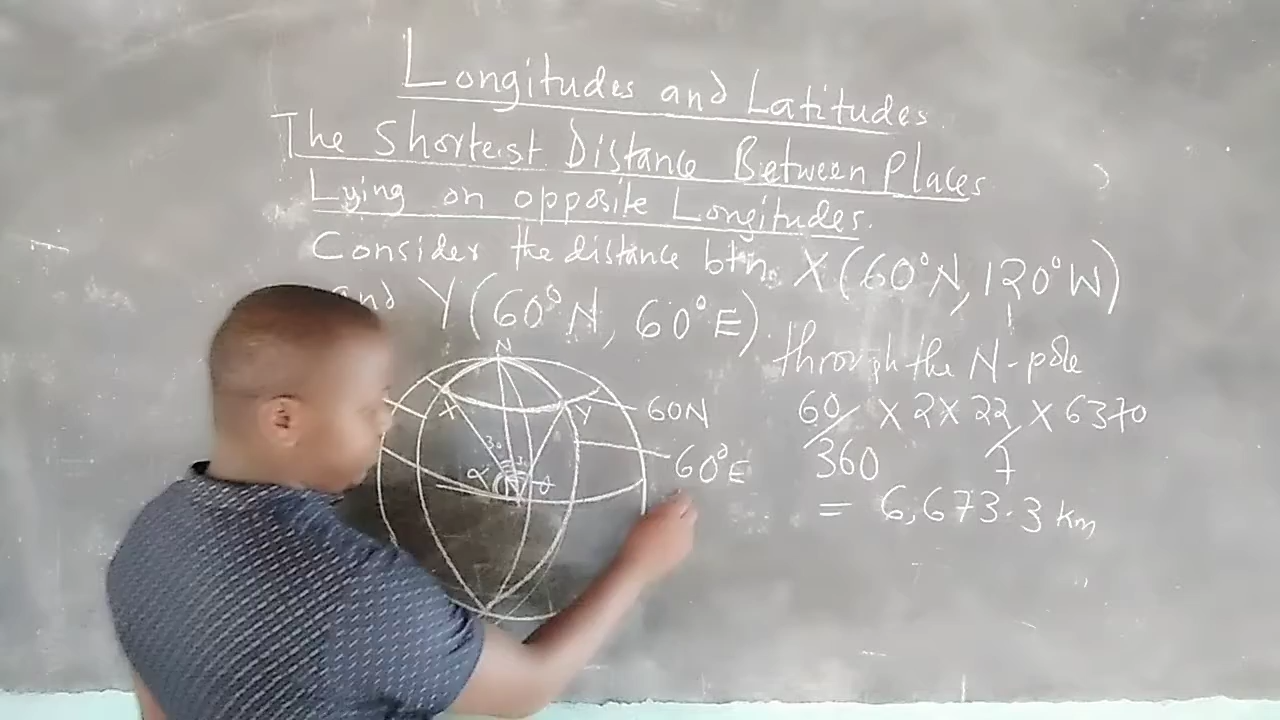 Longitudes and Latitudes
The Shortest Distance Between Places
Lying on opposite Longitudes.
Consider the distance btn. X(60°N, 120°W)
and Y(60°N, 60°E). through the N-pole
N
X Y 60N
60°E
α N θ
60/360 X 2 X 22/7 X 6370
= 6,673.3 km